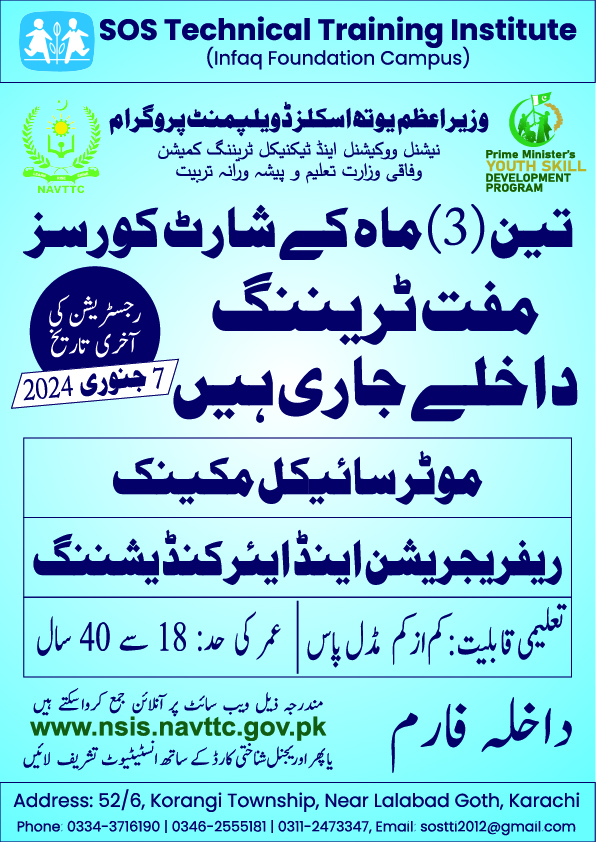 SOS Technical Training Institute
(Infaq Foundation Campus)
وزیراعظم یوتھ اسکلز ڈویلپمنٹ پروگرام
نیشنل ووکیشنل اینڈ ٹیکنیکل ٹریننگ کمیشن
وفاقی وزارت تعلیم و پیشہ ورانہ تربیت
NAVTTC
Prime Minister's
YOUTH SKILL
DEVELOPMENT
PROGRAM
تین (3) ماہ کے شارٹ کورسز
مفت ٹریننگ
داخلے جاری ہیں
رجسٹریشن کی
آخری تاریخ
7 جنوری 2024
موٹر سائیکل مکینک
ریفریجریشن اینڈ ایئر کنڈیشننگ
تعلیمی قابلیت: کم از کم مڈل پاس
عمر کی حد: 18 سے 40 سال
داخلہ فارم
مندرجہ ذیل ویب سائٹ پر آنلائن جمع کرواسکتے ہیں
www.nsis.navttc.gov.pk
یا پھر اوریجنل شناختی کارڈ کے ساتھ انسٹیٹیوٹ تشریف لائیں
Address: 52/6, Korangi Township, Near Lalabad Goth, Karachi
Phone: 0334-3716190 | 0346-2555181 | 0311-2473347, Email: sostti2012@gmail.com